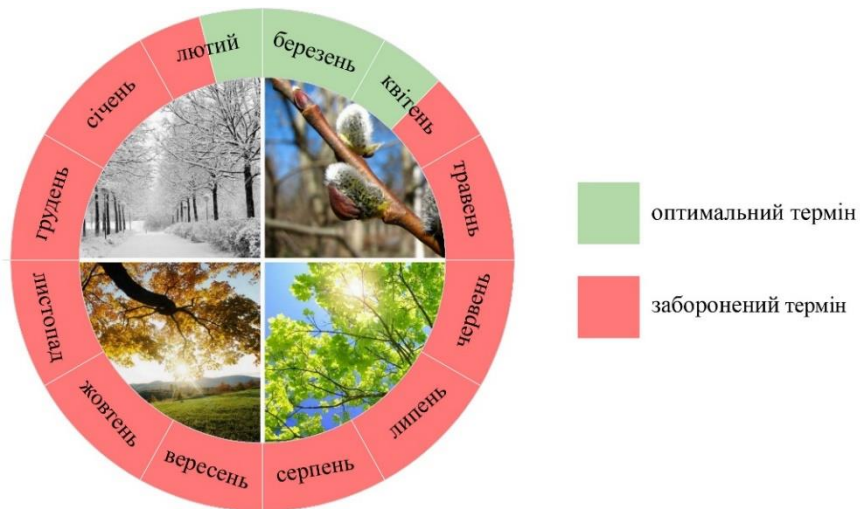 лютий
березень
квітень
травень
червень
липень
серпень
вересень
жовтень
листопад
грудень
січень
оптимальний термін
заборонений термін